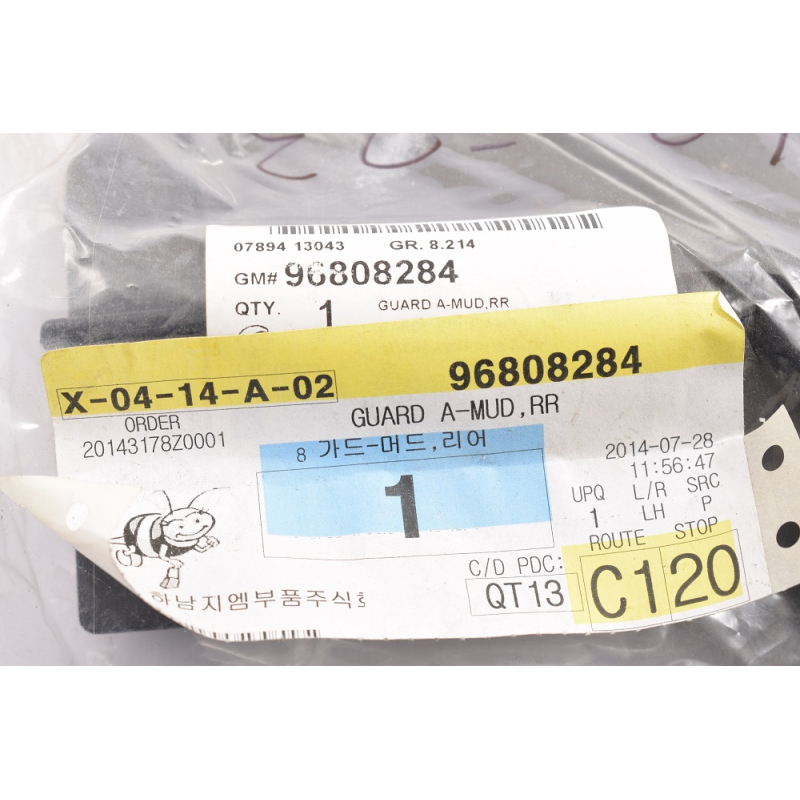 07894 13043 GR. 8.214
GM# 96808284
QTY. 1 GUARD A-MUD,RR
X-04-14-A-02 96808284
ORDER GUARD A-MUD,RR
20143178Z0001
8 가드-머드,리어
1
2014-07-28
11:56:47
UPQ L/R SRC
1 LH P
ROUTE STOP
C/D PDC:
QT13 C1 20
하남지엠부품주식회